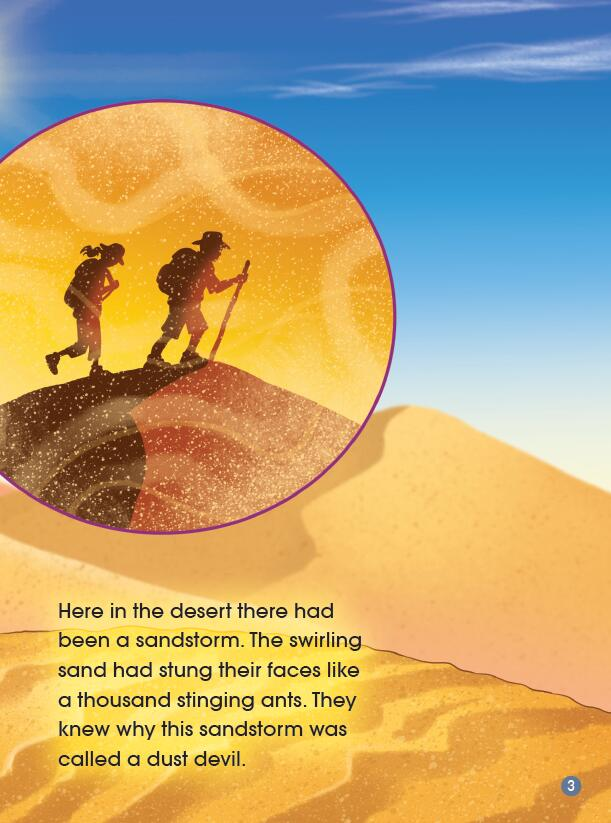 Here in the desert there had
been a sandstorm. The swirling
sand had stung their faces like
a thousand stinging ants. They
knew why this sandstorm was
called a dust devil.
3